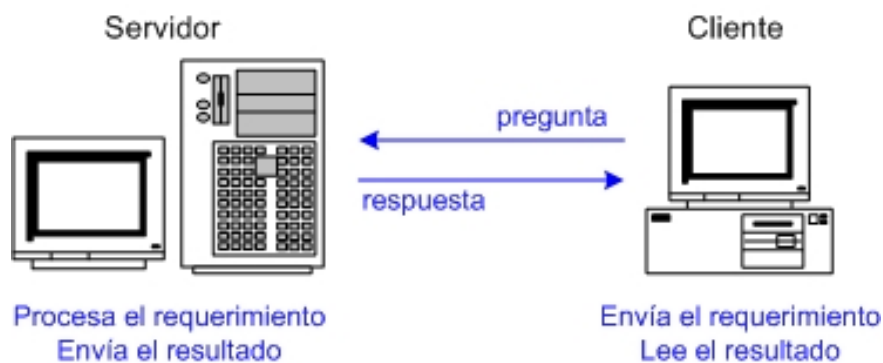 Servidor
Cliente
pregunta
respuesta
Procesa el requerimiento
Envía el resultado
Envía el requerimiento
Lee el resultado